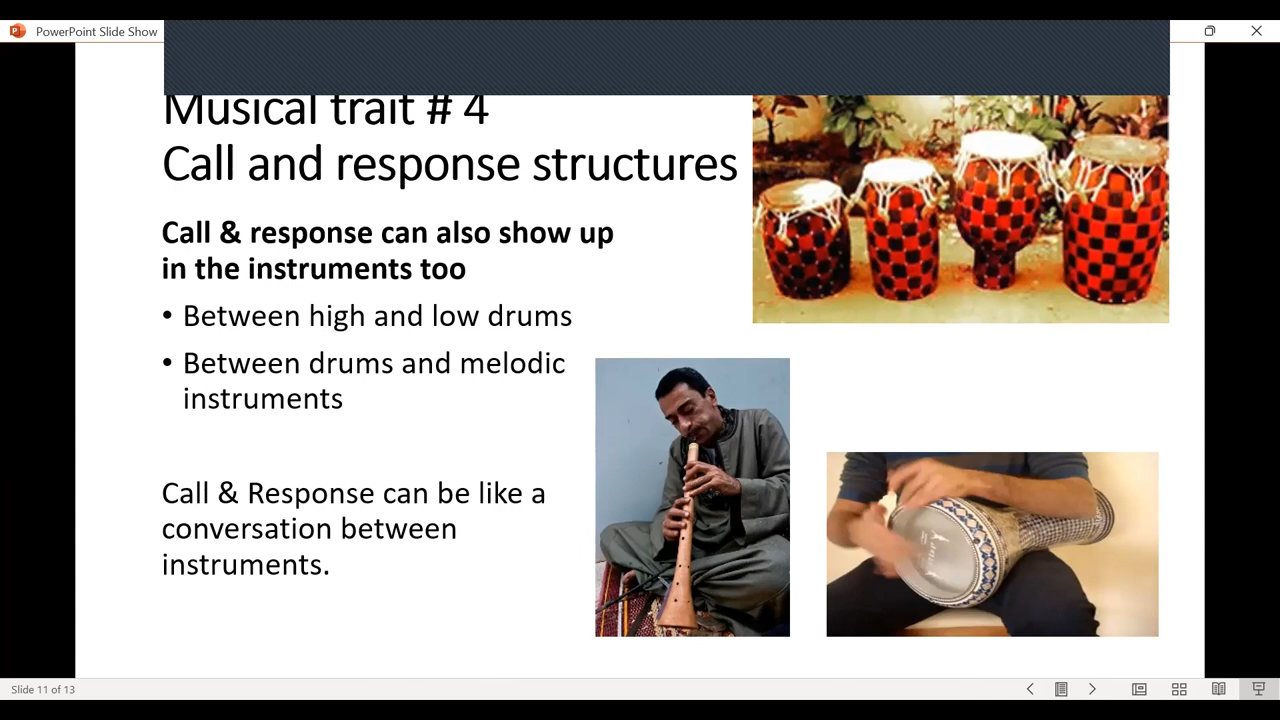 PowerPoint Slide Show
Musical trait # 4
Call and response structures
Call & response can also show up
in the instruments too
• Between high and low drums
• Between drums and melodic
instruments
Call & Response can be like a
conversation between
instruments.
Slide 11 of 13